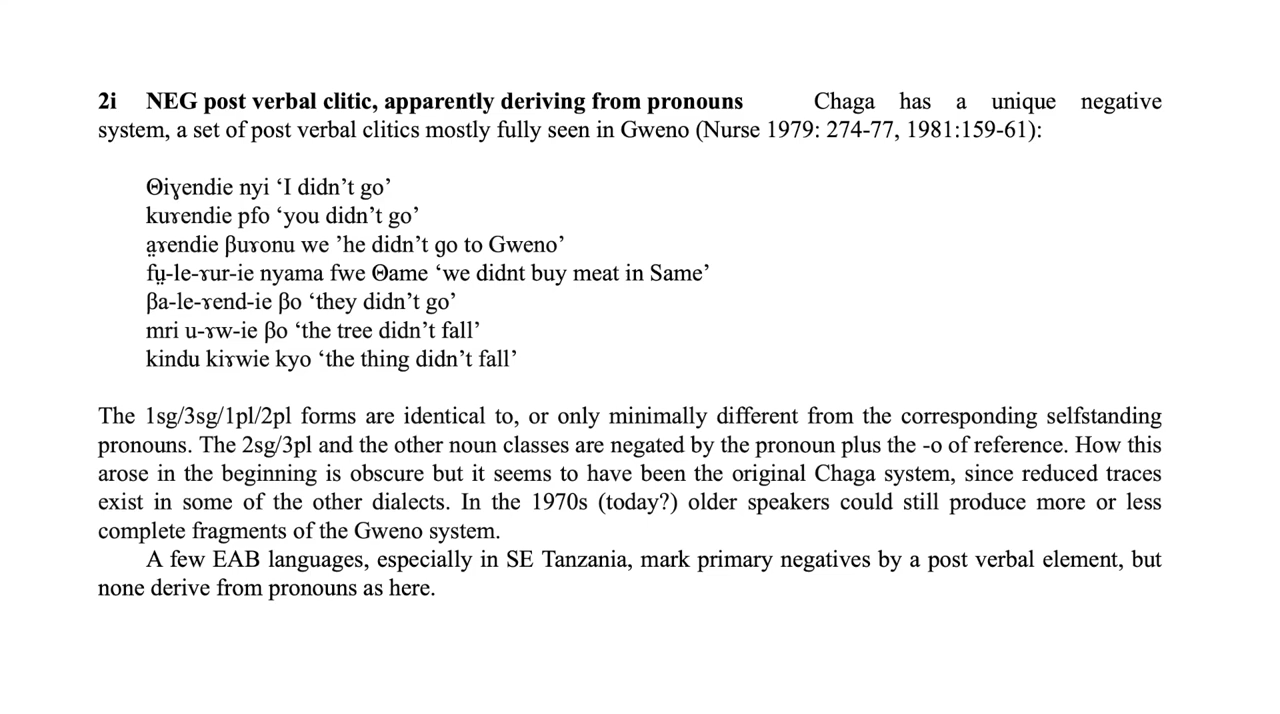 2i NEG post verbal clitic, apparently deriving from pronouns Chaga has a unique negative
system, a set of post verbal clitics mostly fully seen in Gweno (Nurse 1979: 274-77, 1981:159-61):
Θiɣendie nyi ‘I didn’t go’
kuɤendie pfo ‘you didn’t go’
a̤ɤendie βuɤonu we ’he didn’t go to Gweno’
fṳ-le-ɤur-ie nyama fwe Θame ‘we didnt buy meat in Same’
βa-le-ɤend-ie βo ‘they didn’t go’
mri u-ɤw-ie βo ‘the tree didn’t fall’
kindu kiɤwie kyo ‘the thing didn’t fall’
The 1sg/3sg/1pl/2pl forms are identical to, or only minimally different from the corresponding selfstanding
pronouns. The 2sg/3pl and the other noun classes are negated by the pronoun plus the -o of reference. How this
arose in the beginning is obscure but it seems to have been the original Chaga system, since reduced traces
exist in some of the other dialects. In the 1970s (today?) older speakers could still produce more or less
complete fragments of the Gweno system.
A few EAB languages, especially in SE Tanzania, mark primary negatives by a post verbal element, but
none derive from pronouns as here.